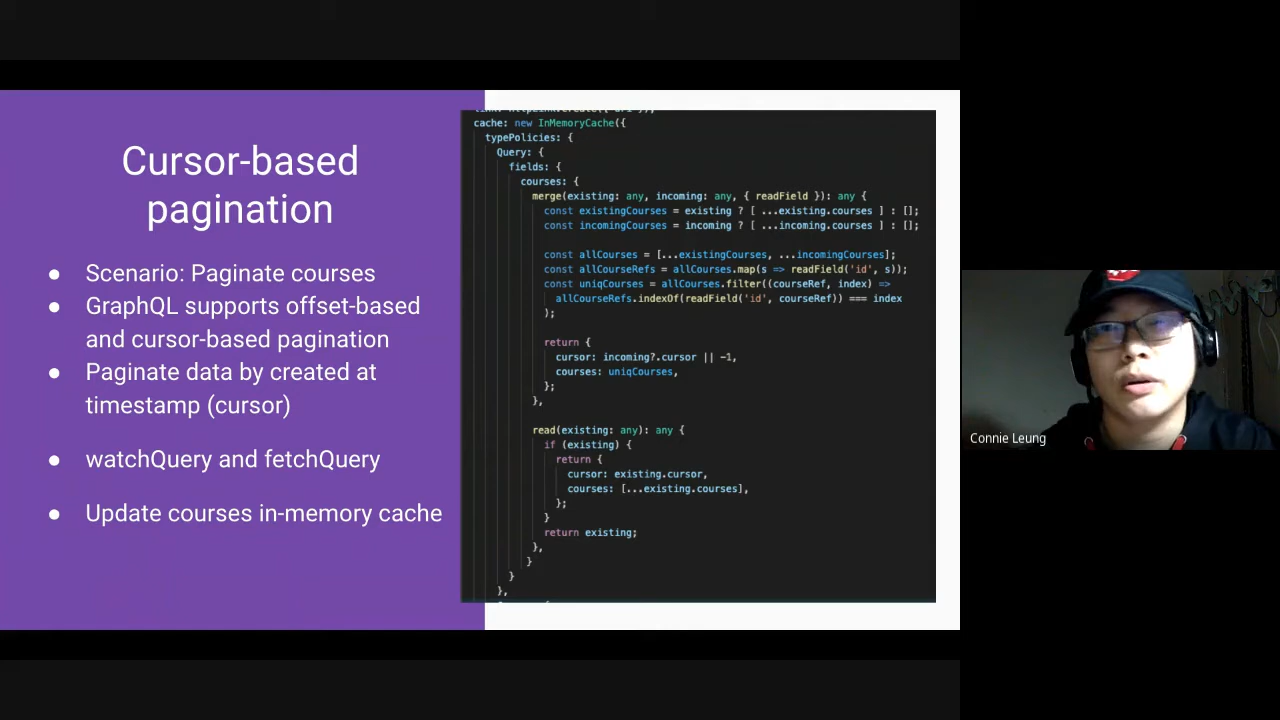 Cursor-based
pagination
● Scenario: Paginate courses
● GraphQL supports offset-based
and cursor-based pagination
● Paginate data by created at
timestamp (cursor)
● watchQuery and fetchQuery
● Update courses in-memory cache
cache: new InMemoryCache({
typePolicies: {
Query: {
fields: {
courses: {
merge(existing: any, incoming: any, { readField }): any {
const existingCourses = existing ? [ ...existing.courses ] : [];
const incomingCourses = incoming ? [ ...incoming.courses ] : [];
const allCourses = [...existingCourses, ...incomingCourses];
const allCourseRefs = allCourses.map(s => readField('id', s));
const uniqCourses = allCourses.filter((courseRef, index) =>
allCourseRefs.indexOf(readField('id', courseRef)) === index
);
return {
cursor: incoming?.cursor || -1,
courses: uniqCourses,
};
},
read(existing: any): any {
if (existing) {
return {
cursor: existing.cursor,
courses: [...existing.courses],
};
}
return existing;
},
}
}
},
Connie Leung